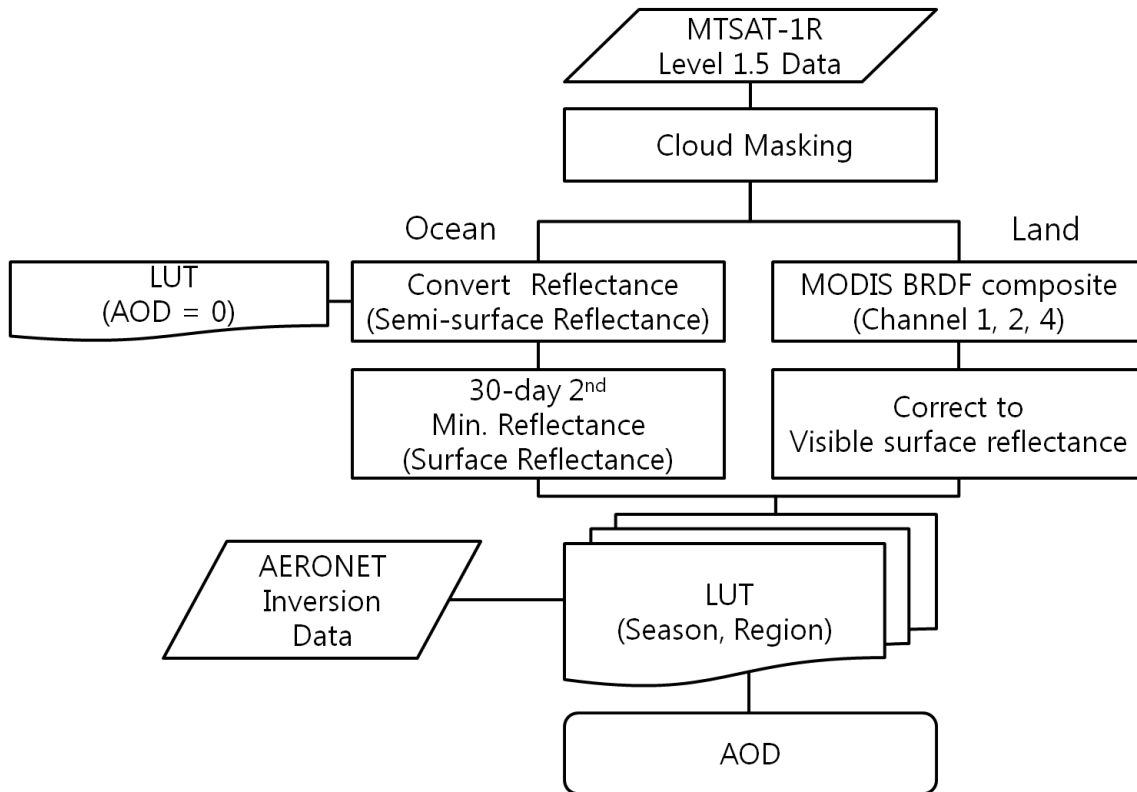 MTSAT-1R
Level 1.5 Data
Cloud Masking
Ocean
Land
LUT
(AOD = 0)
Convert Reflectance
(Semi-surface Reflectance)
MODIS BRDF composite
(Channel 1, 2, 4)
30-day 2nd
Min. Reflectance
(Surface Reflectance)
Correct to
Visible surface reflectance
AERONET
Inversion
Data
LUT
(Season, Region)
AOD